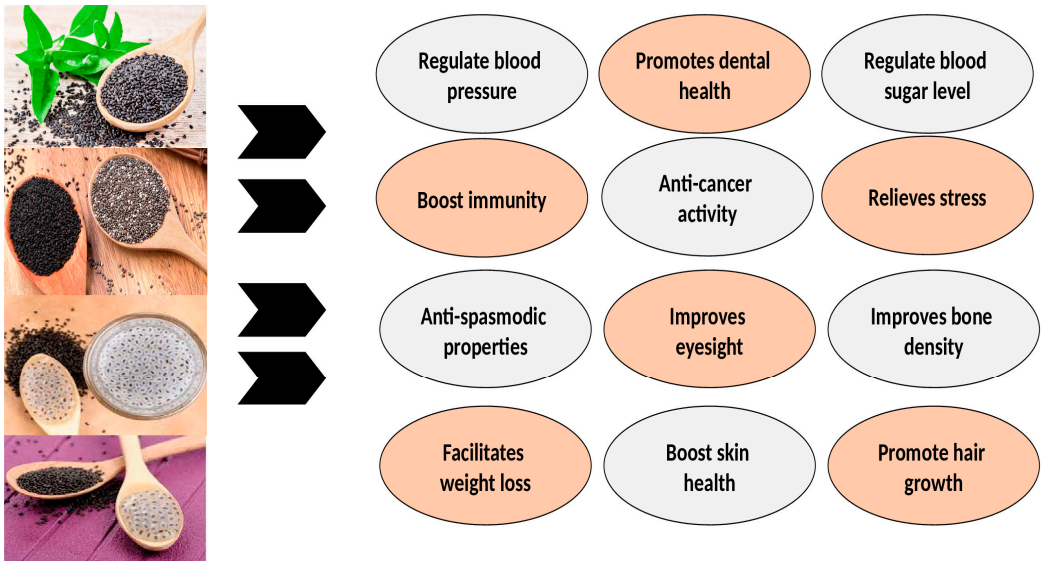 Regulate blood
pressure
Promotes dental
health
Regulate blood
sugar level
Boost immunity
Anti-cancer
activity
Relieves stress
Anti-spasmodic
properties
Improves
eyesight
Improves bone
density
Facilitates
weight loss
Boost skin
health
Promote hair
growth